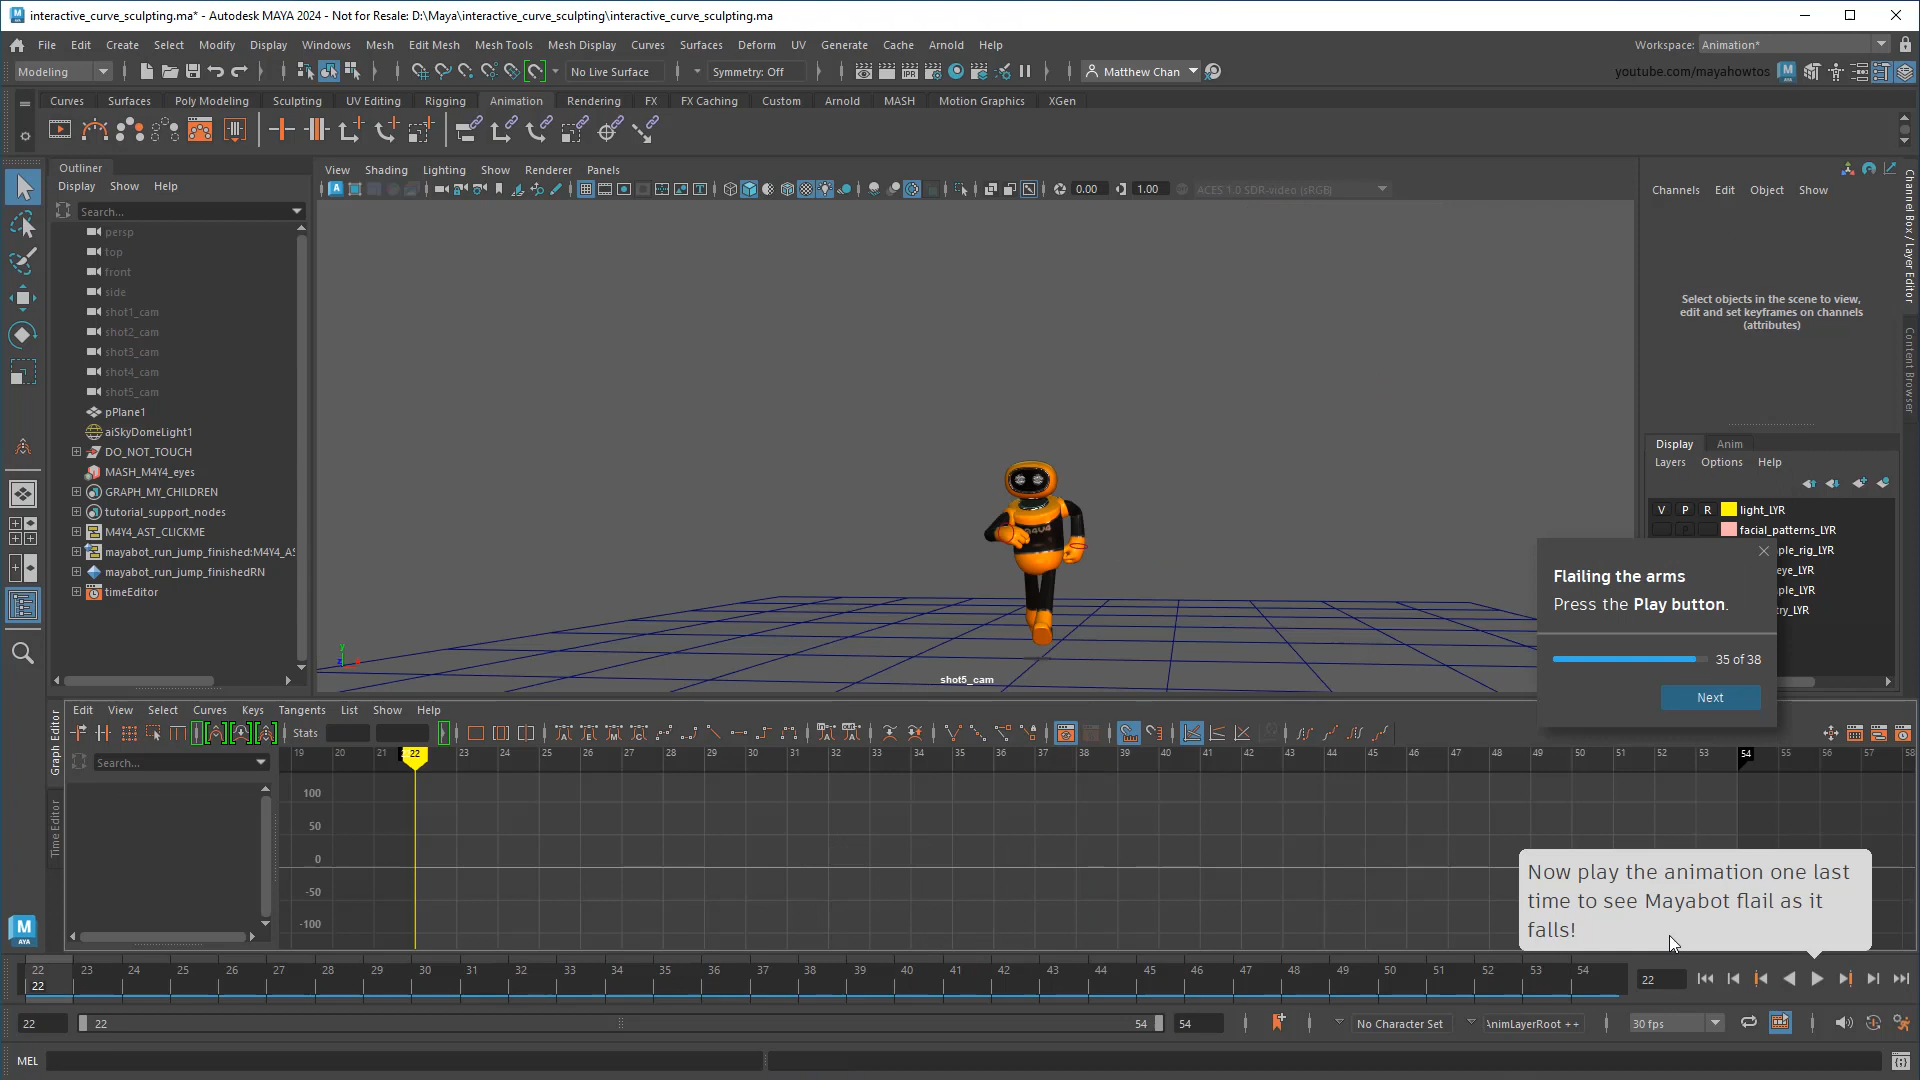 interactive_curve_sculpting.ma* - Autodesk MAYA 2024 - Not for Resale: D:\Maya\interactive_curve_sculpting\interactive_curve_sculpting.ma
File Edit Create Select Modify Display Windows Mesh Edit Mesh Mesh Tools Mesh Display Curves Surfaces Deform UV Generate Cache Arnold Help
Workspace: Animation*
Modeling
No Live Surface
Symmetry: Off
Matthew Chan
youtube.com/mayahowtos
Curves Surfaces Poly Modeling Sculpting UV Editing Rigging Animation Rendering FX FX Caching Custom Arnold MASH Motion Graphics XGen
Outliner
Display Show Help
Search...
persp
top
front
side
shot1_cam
shot2_cam
shot3_cam
shot4_cam
shot5_cam
pPlane1
aiSkyDomeLight1
DO_NOT_TOUCH
MASH_M4Y4_eyes
GRAPH_MY_CHILDREN
tutorial_support_nodes
M4Y4_AST_CLICKME
mayabot_run_jump_finished:M4Y4_AS
mayabot_run_jump_finishedRN
timeEditor
View Shading Lighting Show Renderer Panels
0.00
1.00
ACES 1.0 SDR-video (sRGB)
shot5_cam
Channels Edit Object Show
Select objects in the scene to view,
edit and set keyframes on channels
(attributes)
Channel Box / Layer Editor
Content Browser
Display Anim
Layers Options Help
V P R light_LYR
facial_patterns_LYR
ple_rig_LYR
eye_LYR
ple_LYR
try_LYR
Flailing the arms
Press the Play button.
35 of 38
Next
Graph Editor
Time Editor
Edit View Select Curves Keys Tangents List Show Help
Stats
Search...
19 20 21 22 23 24 25 26 27 28 29 30 31 32 33 34 35 36 37 38 39 40 41 42 43 44 45 46 47 48 49 50 51 52 53 54 55 56 57 58
100
50
0
-50
-100
Now play the animation one last
time to see Mayabot flail as it
falls!
22 23 24 25 26 27 28 29 30 31 32 33 34 35 36 37 38 39 40 41 42 43 44 45 46 47 48 49 50 51 52 53 54
22
22
22
22
54
54
No Character Set
AnimLayerRoot ++
30 fps
MEL